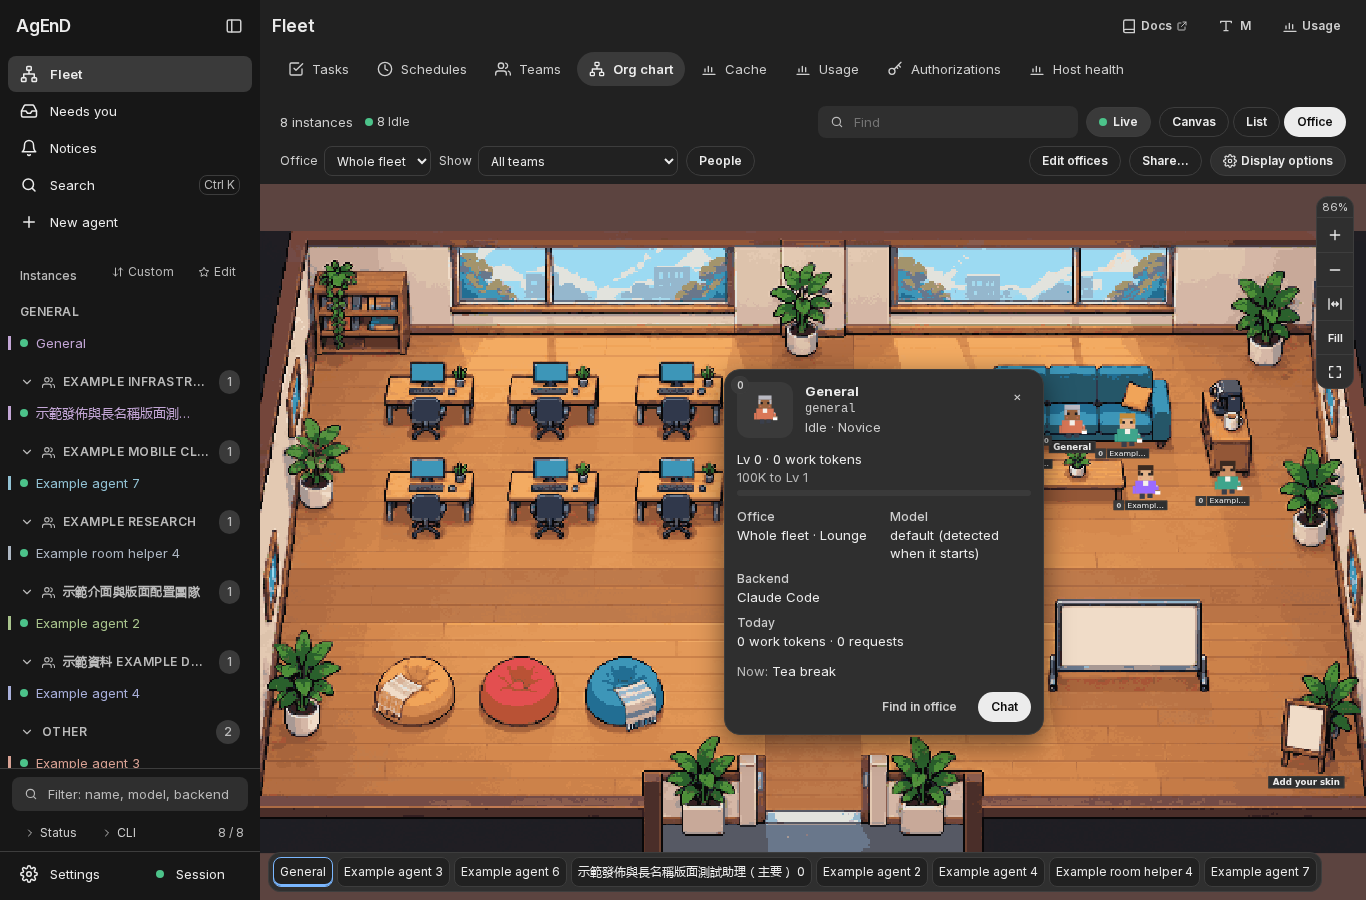 AgEnD
Fleet
Needs you
Notices
Search
Ctrl K
New agent
Instances
Custom
Edit
GENERAL
General
EXAMPLE INFRASTR...
1
示範發佈與長名稱版面測...
EXAMPLE MOBILE CL...
1
Example agent 7
EXAMPLE RESEARCH
1
Example room helper 4
示範介面與版面配置團隊
1
Example agent 2
示範資料 EXAMPLE D...
1
Example agent 4
OTHER
2
Example agent 3
Filter: name, model, backend
Status
CLI
8 / 8
Settings
Session
Fleet
Docs
M
Usage
Tasks
Schedules
Teams
Org chart
Cache
Usage
Authorizations
Host health
8 instances
8 Idle
Find
Live
Canvas
List
Office
Office
Whole fleet
Show
All teams
People
Edit offices
Share...
Display options
86%
Fill
0
General
general
Idle · Novice
×
Lv 0 · 0 work tokens
100K to Lv 1
Office
Whole fleet · Lounge
Model
default (detected
when it starts)
Backend
Claude Code
Today
0 work tokens · 0 requests
Now: Tea break
Find in office
Chat
General
0 Exampl...
0 Exampl...
0 Exampl...
Add your skin
General
Example agent 3
Example agent 6
示範發佈與長名稱版面測試助理（主要）0
Example agent 2
Example agent 4
Example room helper 4
Example agent 7